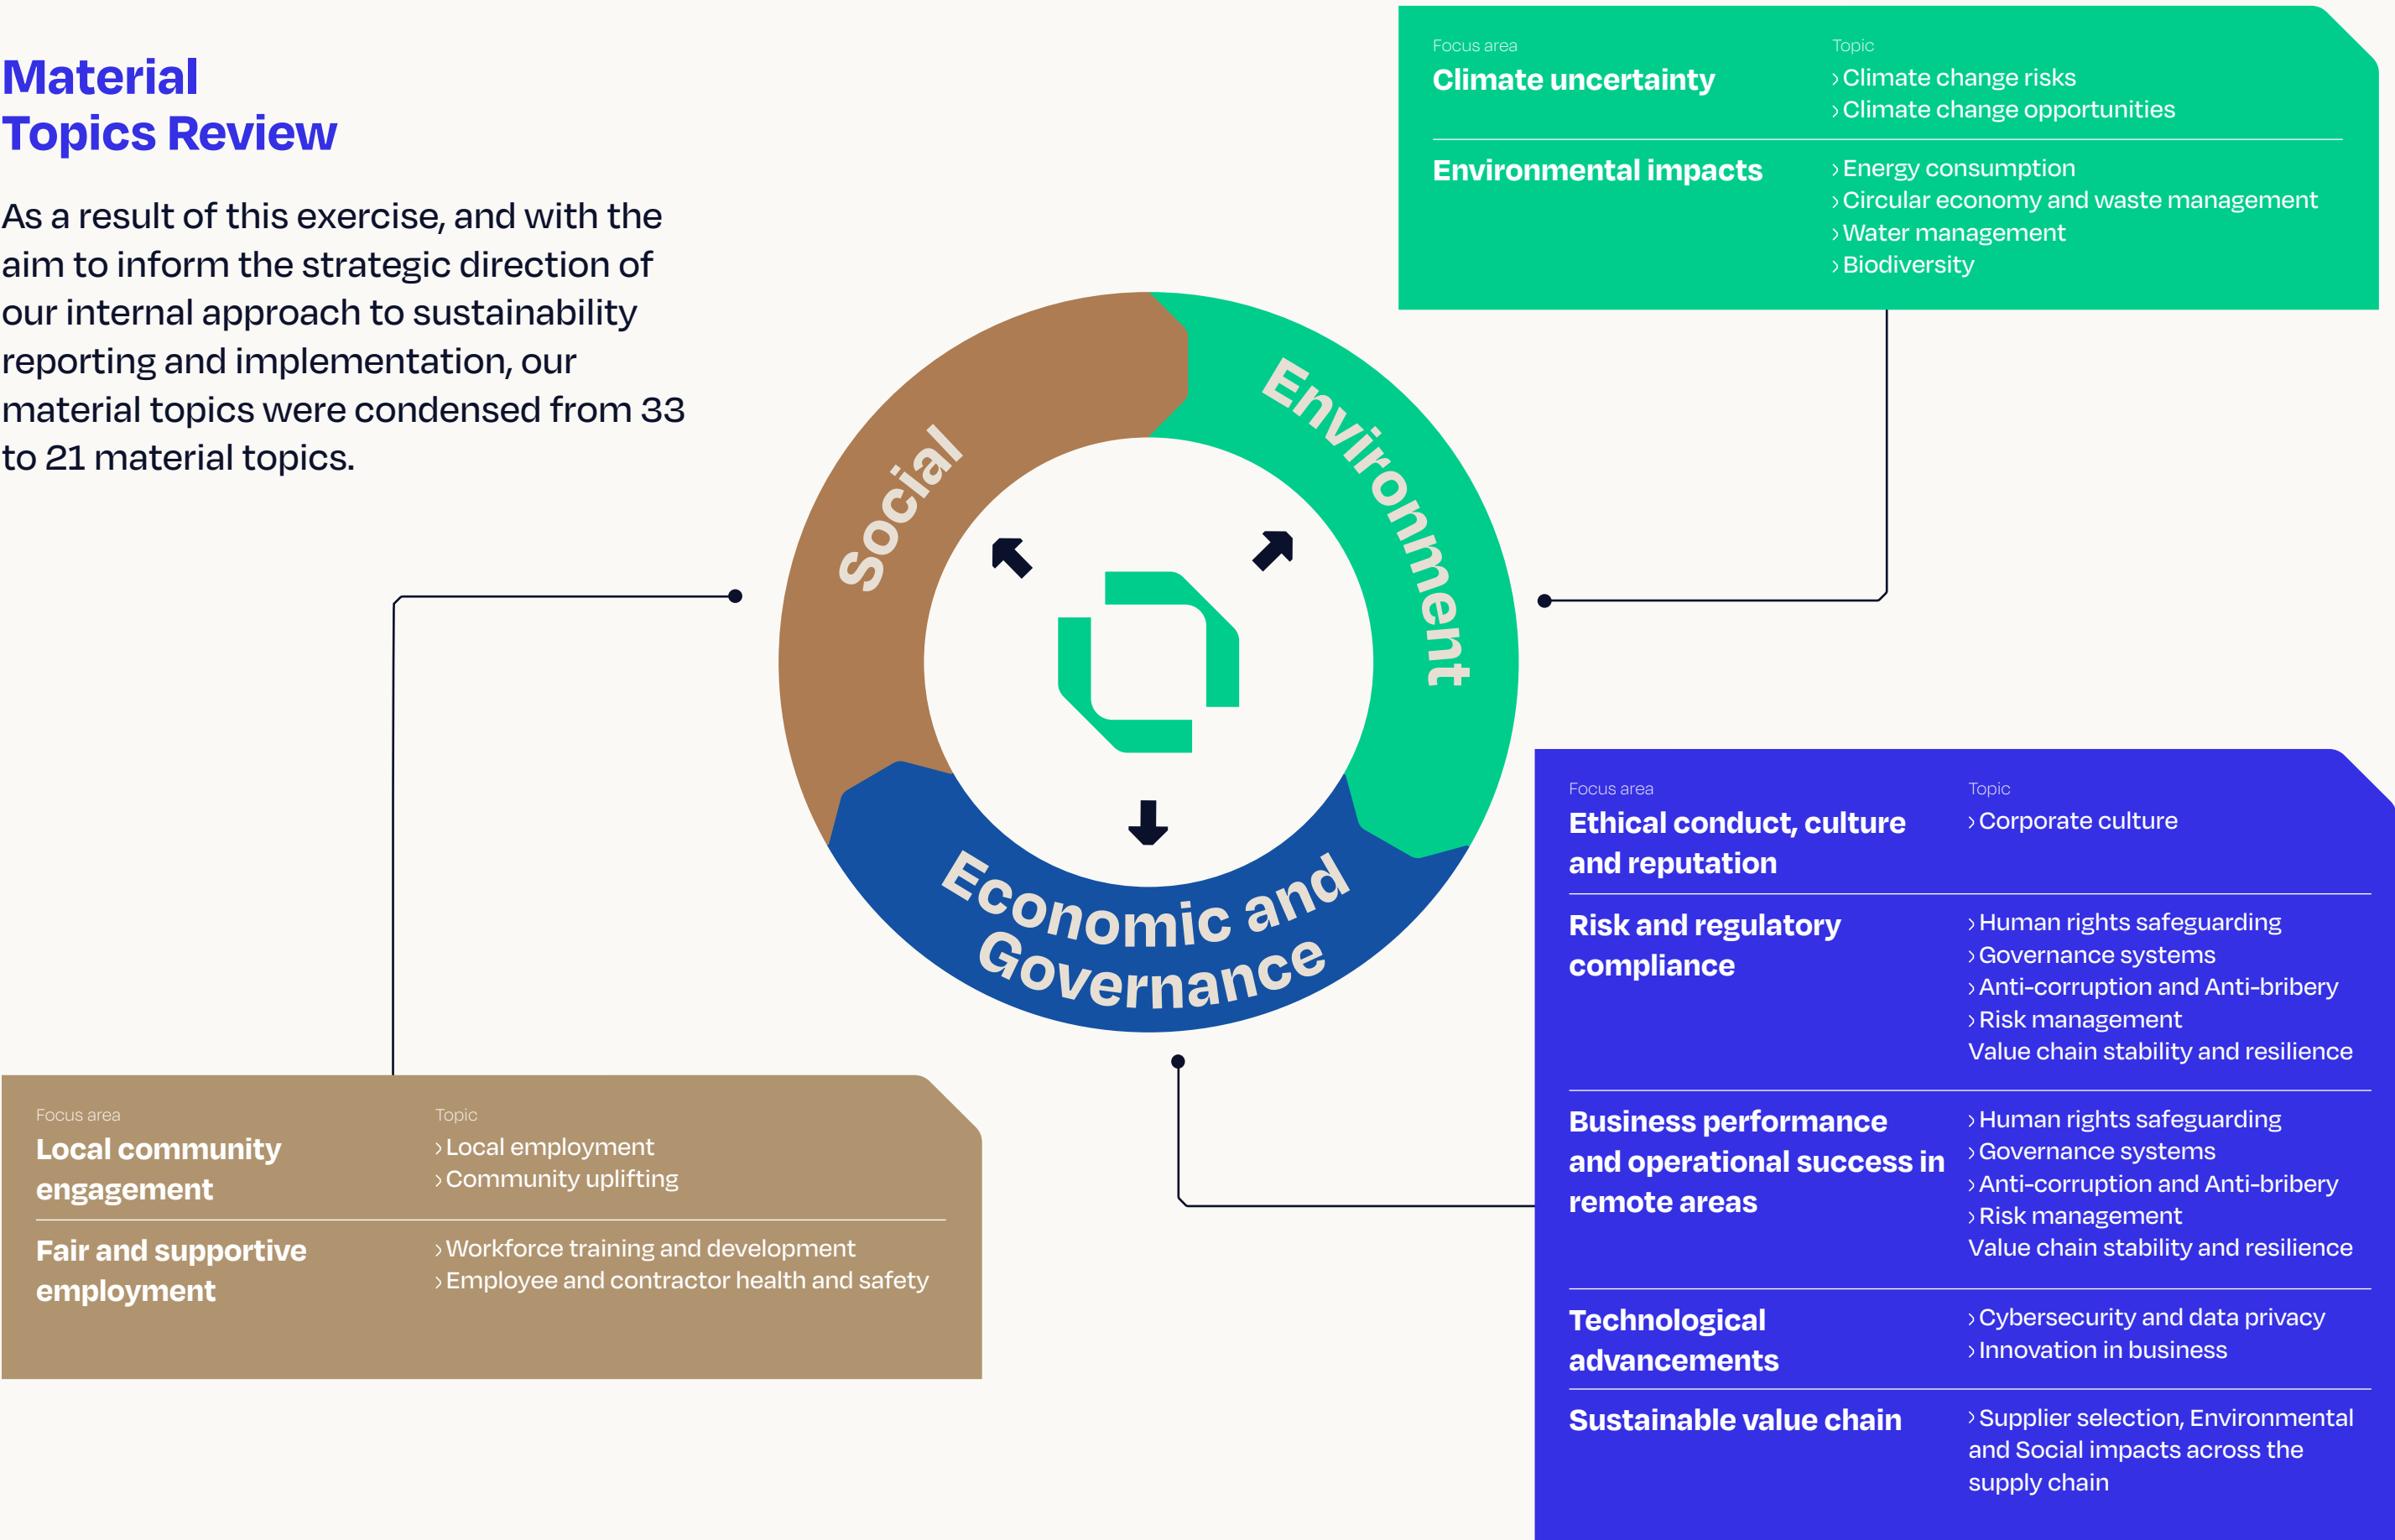 Material
Topics Review
As a result of this exercise, and with the
aim to inform the strategic direction of
our internal approach to sustainability
reporting and implementation, our
material topics were condensed from 33
to 21 material topics.
Focus area
Topic
Climate uncertainty
› Climate change risks
› Climate change opportunities
Environmental impacts
› Energy consumption
› Circular economy and waste management
› Water management
› Biodiversity
Social
Environment
Economic and
Governance
Focus area
Topic
Local community
engagement
› Local employment
› Community uplifting
Fair and supportive
employment
› Workforce training and development
› Employee and contractor health and safety
Focus area
Topic
Ethical conduct, culture
and reputation
› Corporate culture
Risk and regulatory
compliance
› Human rights safeguarding
› Governance systems
› Anti-corruption and Anti-bribery
› Risk management
Value chain stability and resilience
Business performance
and operational success in
remote areas
› Human rights safeguarding
› Governance systems
› Anti-corruption and Anti-bribery
› Risk management
Value chain stability and resilience
Technological
advancements
› Cybersecurity and data privacy
› Innovation in business
Sustainable value chain
› Supplier selection, Environmental
and Social impacts across the
supply chain